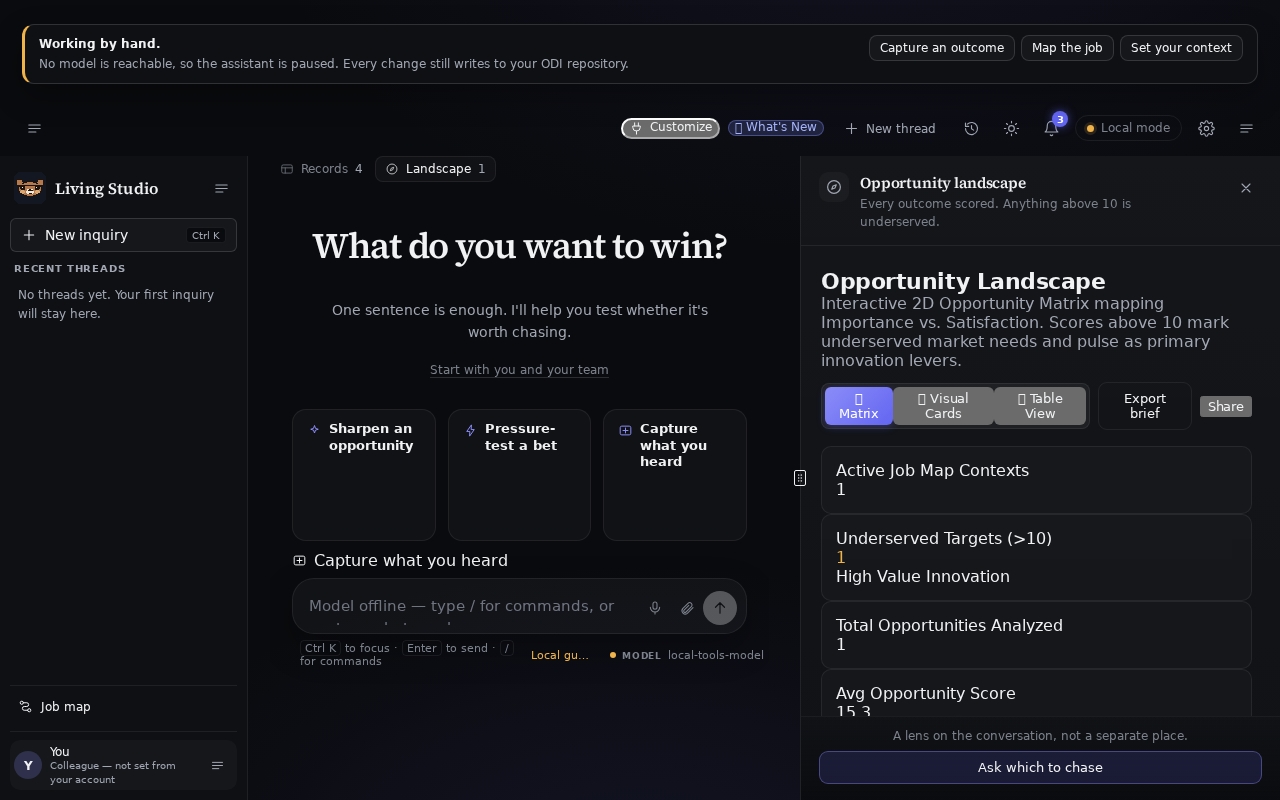 Working by hand.
No model is reachable, so the assistant is paused. Every change still writes to your ODI repository.
Capture an outcome
Map the job
Set your context
Customize
What's New
New thread
3
Local mode
Living Studio
New inquiry
Ctrl K
RECENT THREADS
No threads yet. Your first inquiry
will stay here.
Job map
Y
You
Colleague — not set from
your account
Records 4
Landscape 1
What do you want to win?
One sentence is enough. I'll help you test whether it's
worth chasing.
Start with you and your team
Sharpen an
opportunity
Pressure-
test a bet
Capture
what you
heard
Capture what you heard
Model offline — type / for commands, or
Ctrl K to focus · Enter to send · /
for commands
Local gu...
MODEL local-tools-model
Opportunity landscape
Every outcome scored. Anything above 10 is
underserved.
Opportunity Landscape
Interactive 2D Opportunity Matrix mapping
Importance vs. Satisfaction. Scores above 10 mark
underserved market needs and pulse as primary
innovation levers.
Matrix
Visual
Cards
Table
View
Export
brief
Share
Active Job Map Contexts
1
Underserved Targets (>10)
1
High Value Innovation
Total Opportunities Analyzed
1
Avg Opportunity Score
15.3
A lens on the conversation, not a separate place.
Ask which to chase